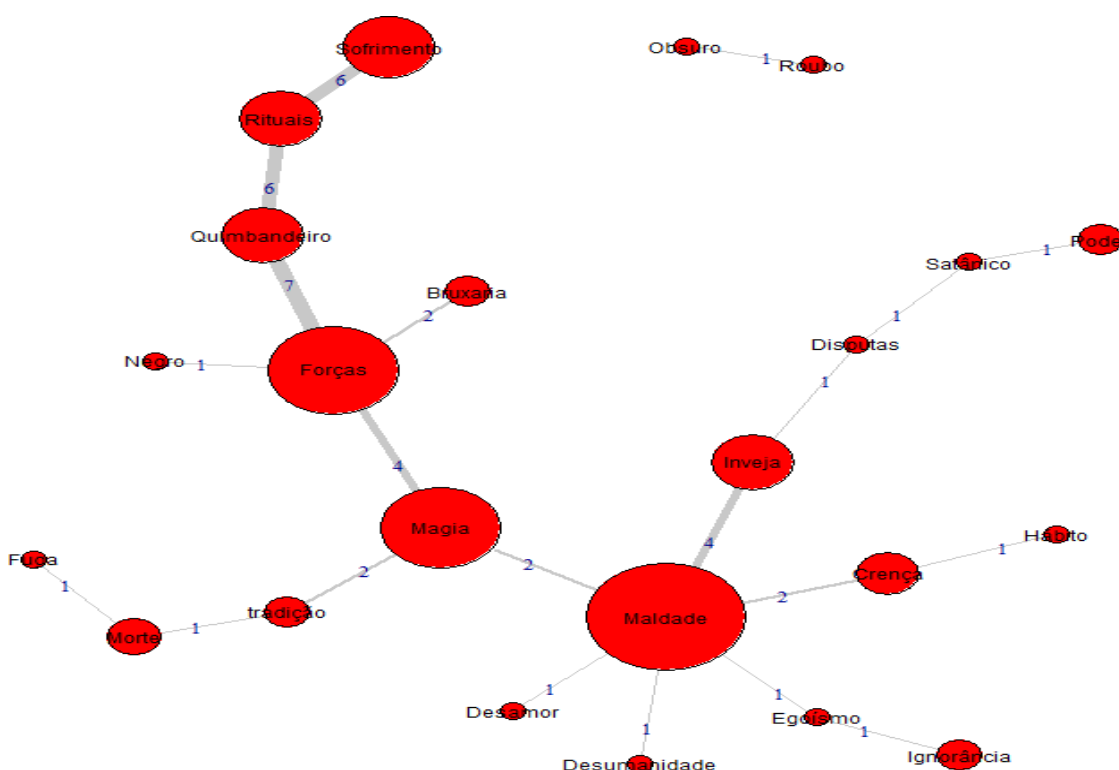 Sofrimento
Obsuro
1
Roubo
6
Rituais
6
Quimbandeiro
Poder
1
Satânico
7
Bruxaria
2
1
Disputas
Negro
1
Forças
1
4
Inveja
Magia
4
Hábito
1
Fuga
2
2
Crença
2
1
tradição
Maldade
1
Morte
1
1
Desamor
Egoísmo
1
1
Ignorância
Desumanidade